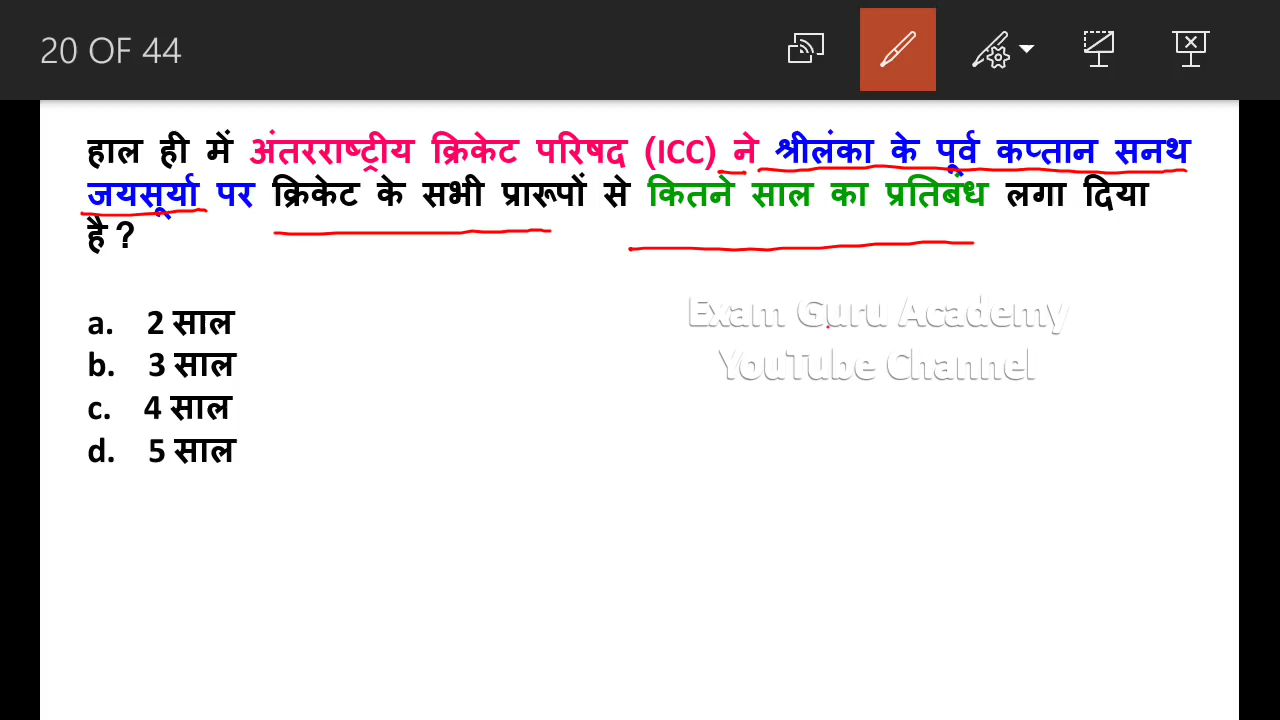 20 OF 44
हाल ही में अंतरराष्ट्रीय क्रिकेट परिषद (ICC) ने श्रीलंका के पूर्व कप्तान सनथ
जयसूर्या पर क्रिकेट के सभी प्रारूपों से कितने साल का प्रतिबंध लगा दिया
है ?
a. 2 साल
b. 3 साल
c. 4 साल
d. 5 साल
Exam Guru Academy
YouTube Channel